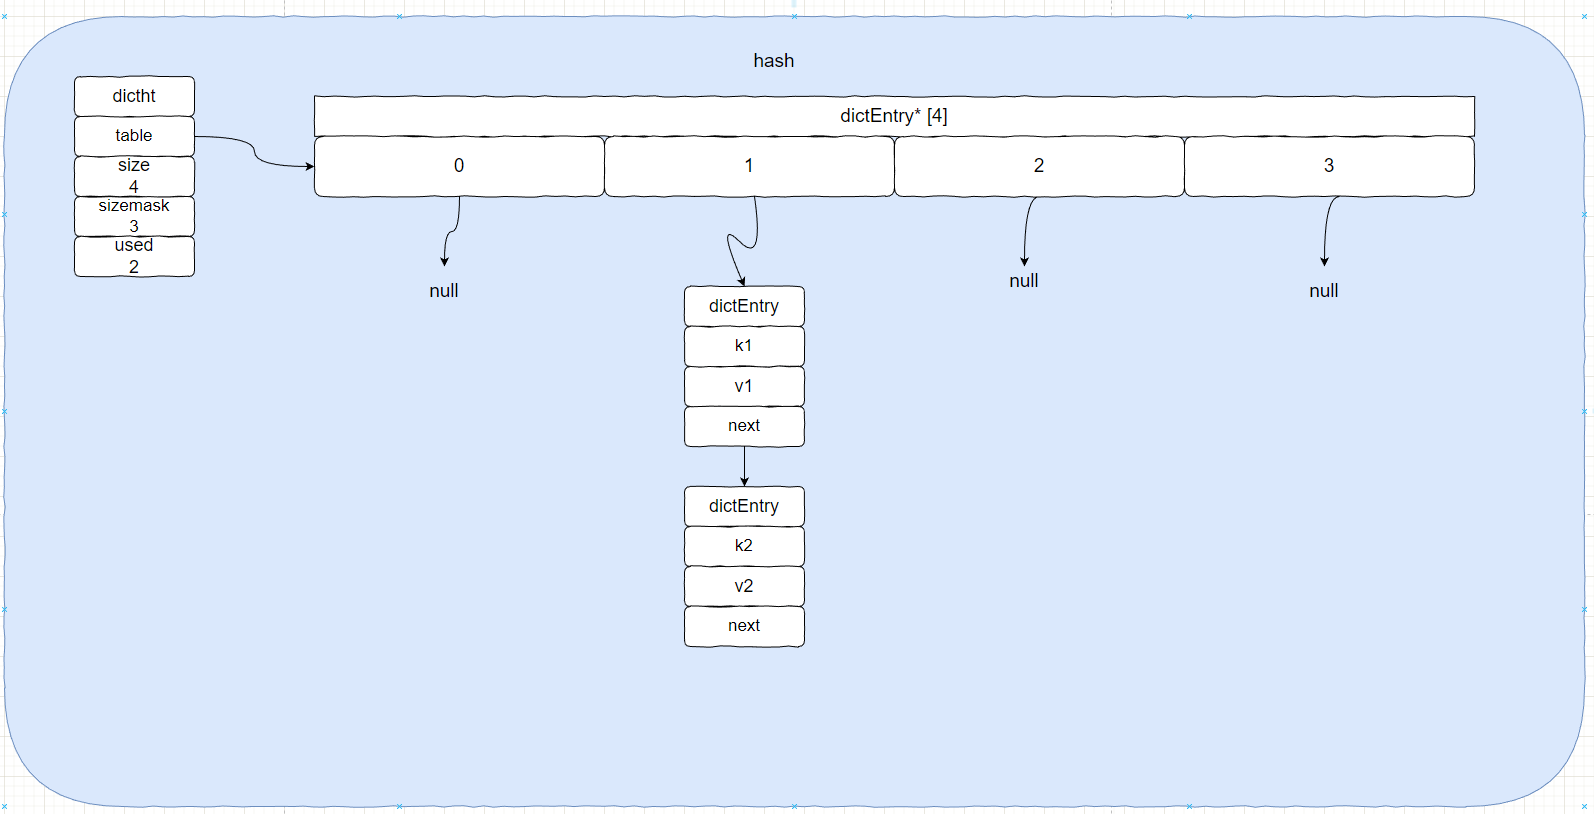 hash
dictht
table
size
4
sizemask
3
used
2
dictEntry* [4]
0
1
2
3
null
dictEntry
k1
v1
next
dictEntry
k2
v2
next
null
null